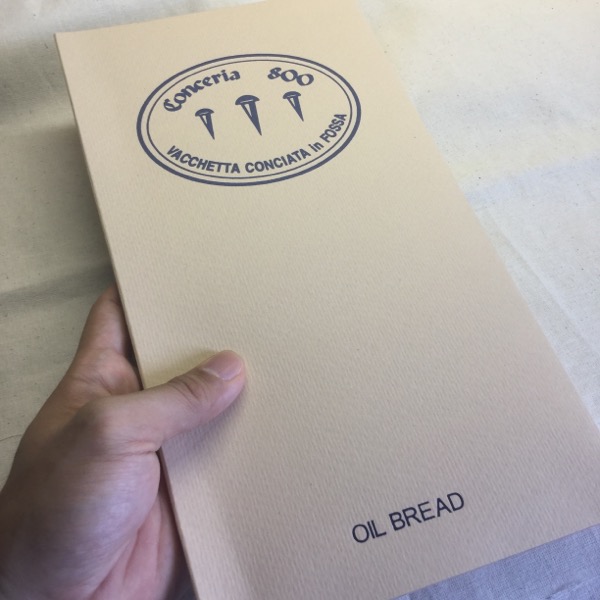 Conceria 800
VACCHETTA CONCIATA in FOSSA
OIL BREAD